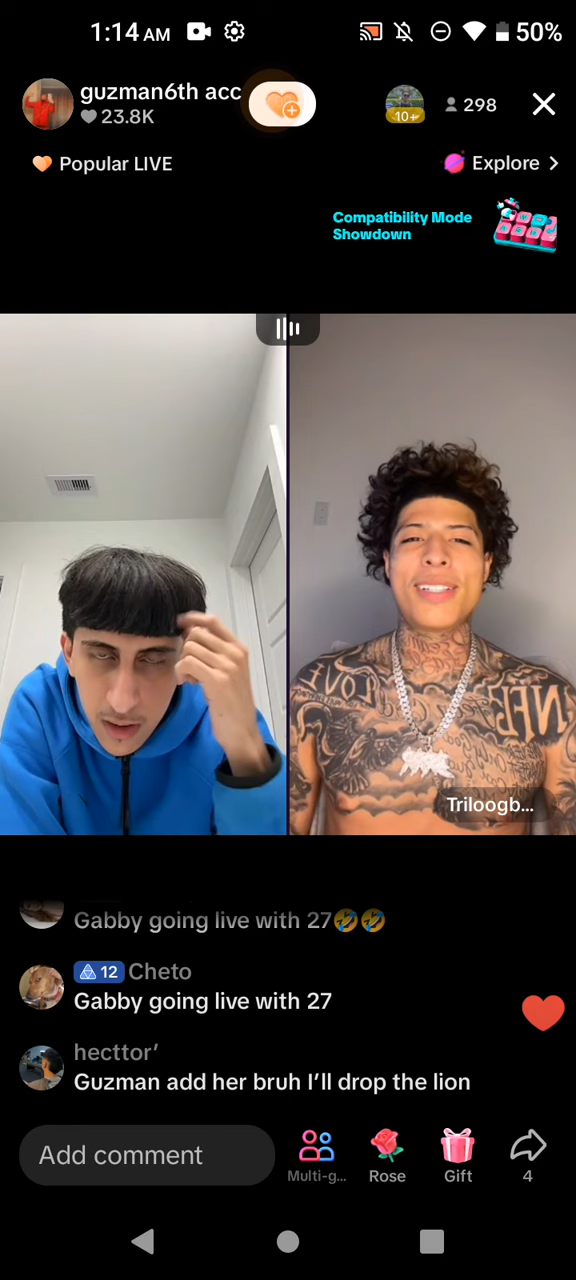 1:14 AM
50%
guzman6th acc
23.8K
10+
298
Popular LIVE
Explore >
Compatibility Mode
Showdown
LOVE
NFL
Triloogb...
Gabby going live with 27🤣🤣
12 Cheto
Gabby going live with 27
hecttor’
Guzman add her bruh I’ll drop the lion
Add comment
Multi-g...
Rose
Gift
4